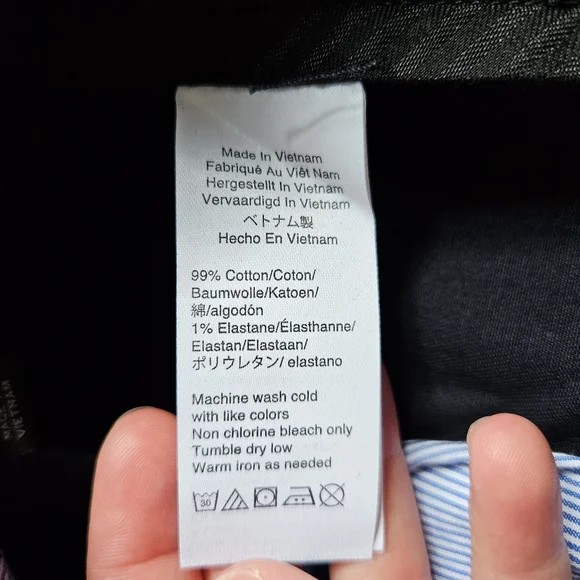 Made In Vietnam
Fabriqué Au Việt Nam
Hergestellt In Vietnam
Vervaardigd In Vietnam
ベトナム製
Hecho En Vietnam
99% Cotton/Coton/
Baumwolle/Katoen/
綿/algodón
1% Elastane/Élasthanne/
Elastan/Elastaan/
ポリウレタン/ elastano
Machine wash cold
with like colors
Non chlorine bleach only
Tumble dry low
Warm iron as needed
30